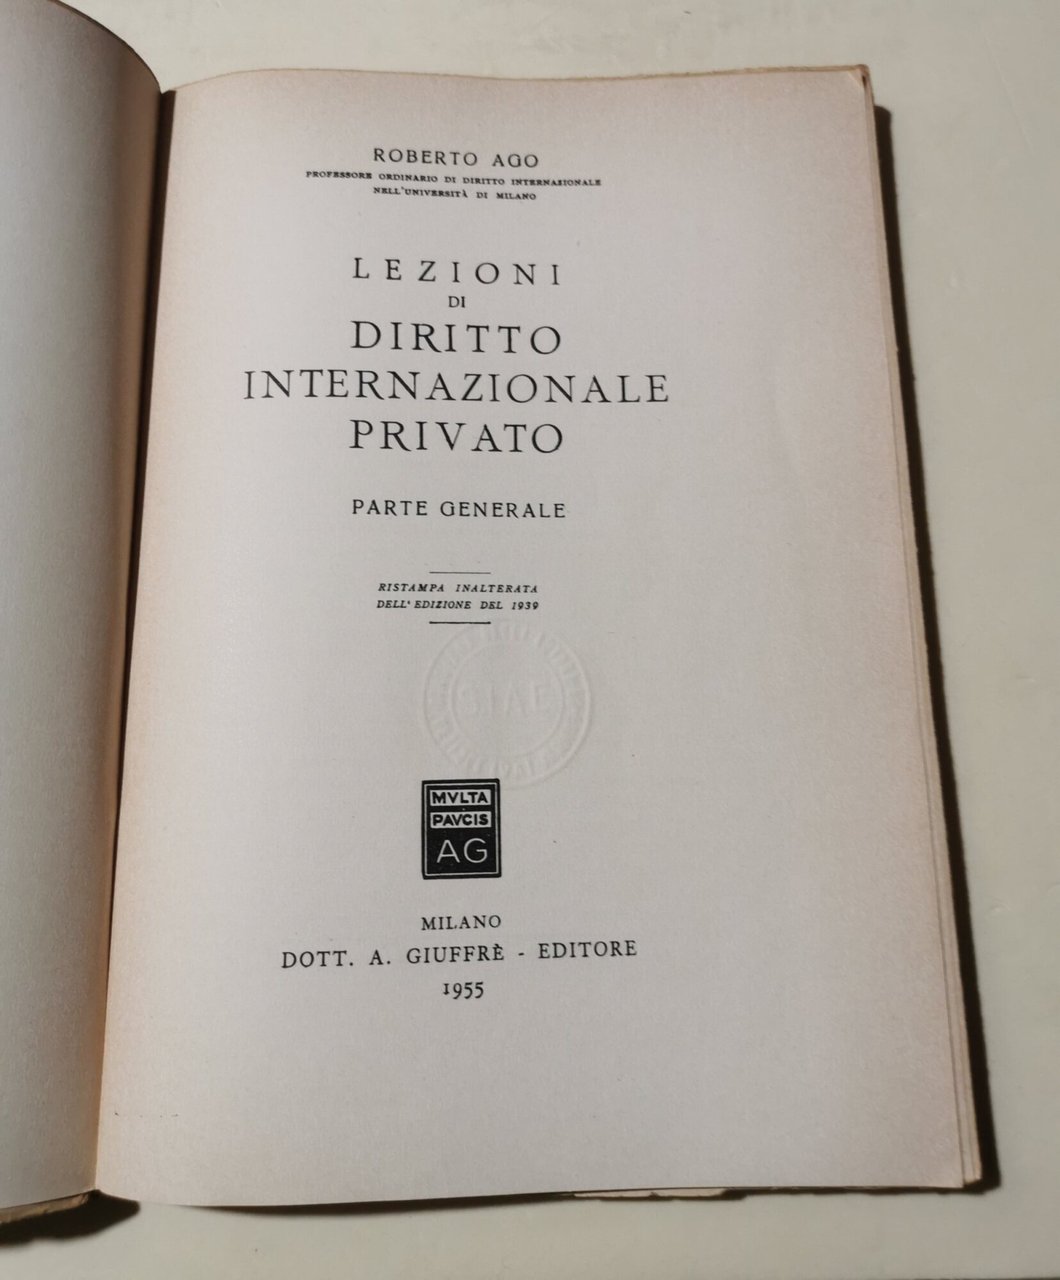 ROBERTO AGO
PROFESSORE ORDINARIO DI DIRITTO INTERNAZIONALE
NELL'UNIVERSITÀ DI MILANO
LEZIONI
DI
DIRITTO
INTERNAZIONALE
PRIVATO
PARTE GENERALE
RISTAMPA INALTERATA
DELL'EDIZIONE DEL 1939
SIAE
MVLTA
PAVCIS
AG
MILANO
DOTT. A. GIUFFRÈ - EDITORE
1955